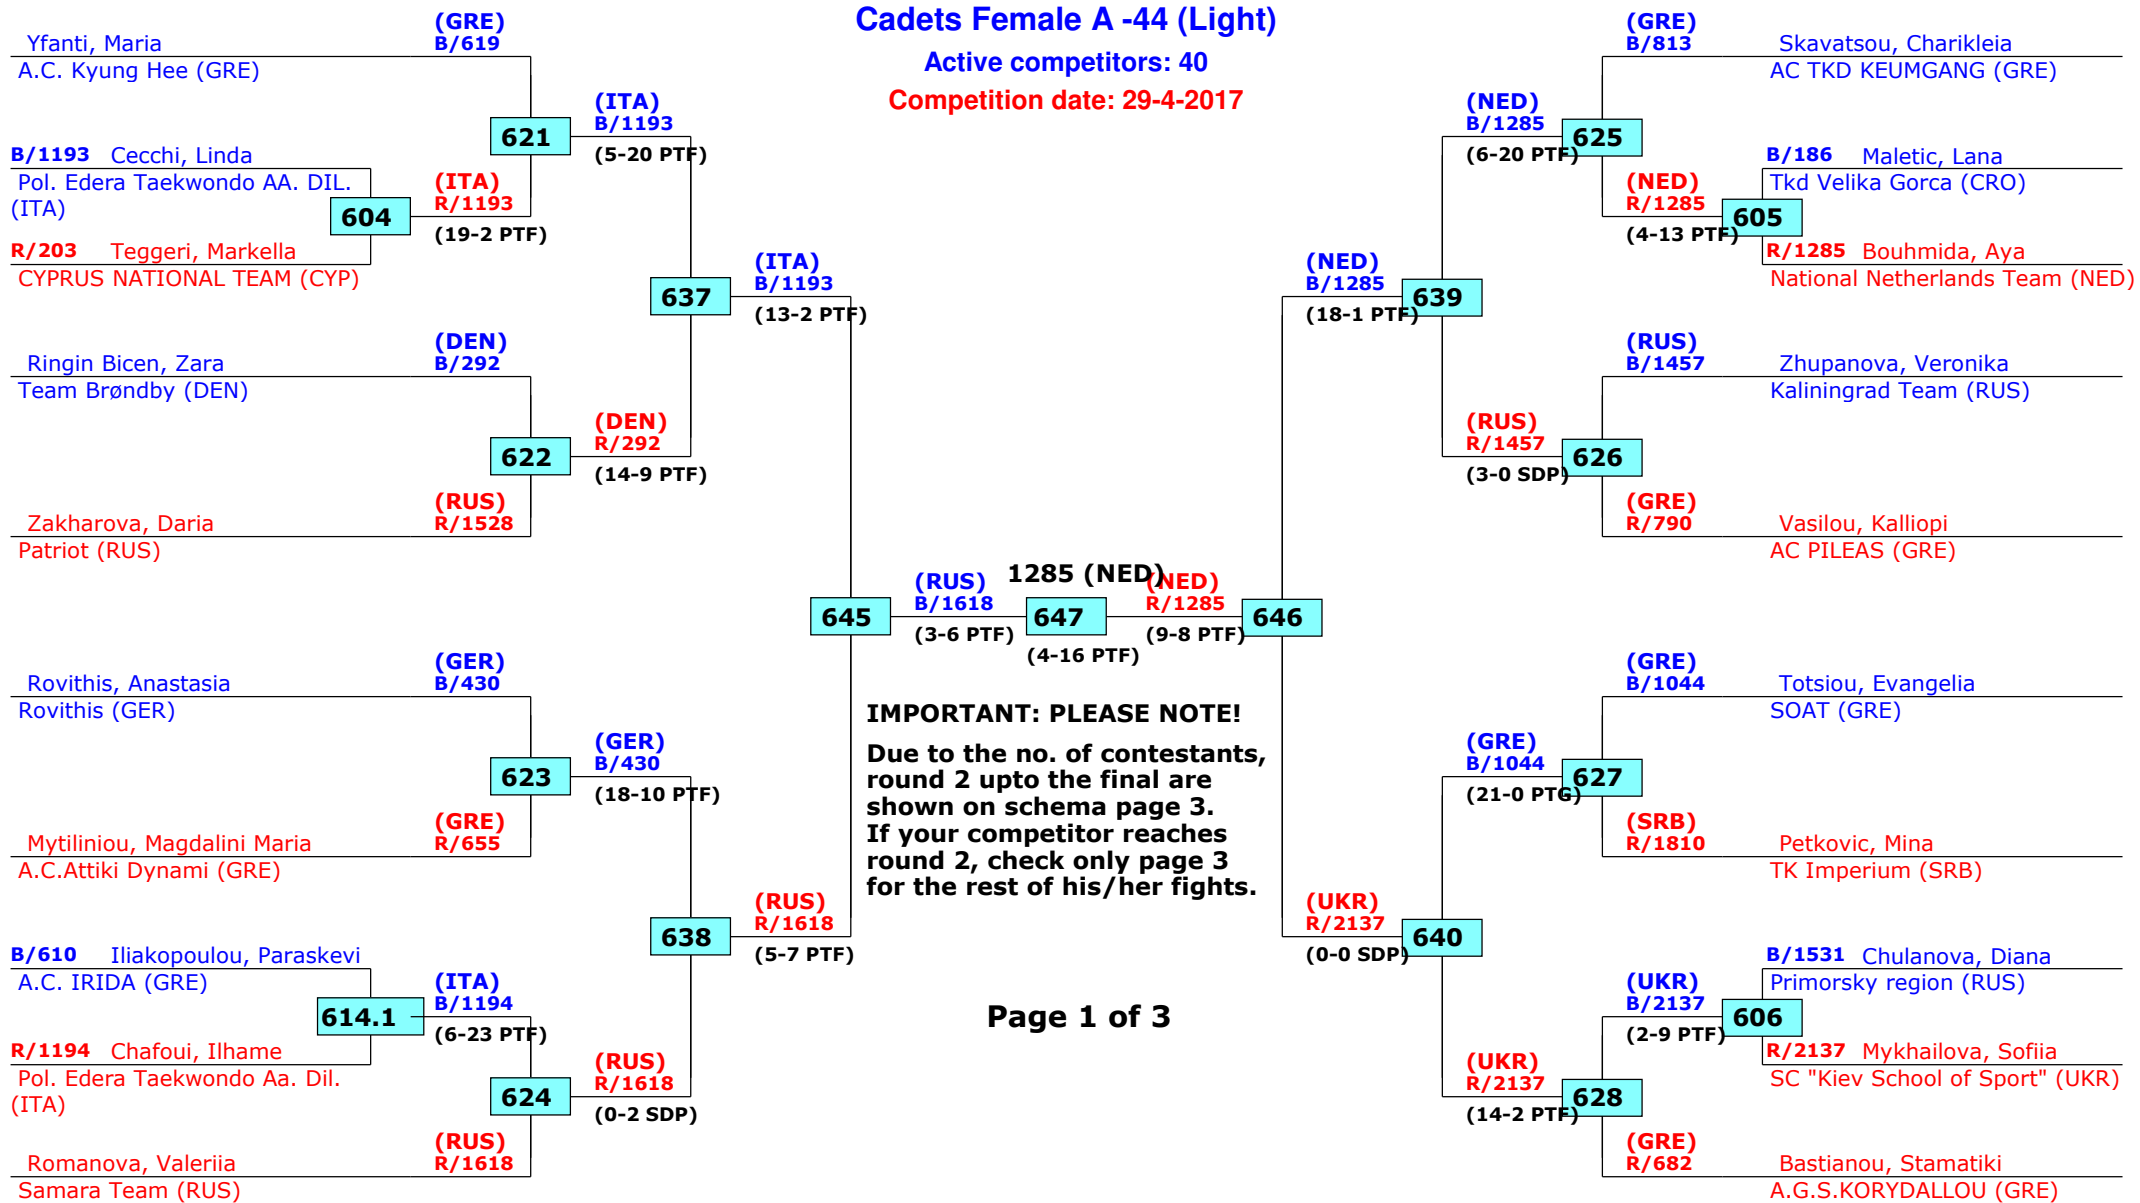 Cadets Female A -44 (Light)
Active competitors: 40
Competition date: 29-4-2017
(GRE)
Yfanti, Maria B/619
A.C. Kyung Hee (GRE)
(ITA)
B/1193
621
(5-20 PTF)
B/1193 Cecchi, Linda
Pol. Edera Taekwondo AA. DIL.
(ITA)
(ITA)
R/1193
604
(19-2 PTF)
R/203 Teggeri, Markella
CYPRUS NATIONAL TEAM (CYP)
(ITA)
B/1193
637
(13-2 PTF)
(DEN)
Ringin Bicen, Zara B/292
Team Brøndby (DEN)
(DEN)
R/292
622
(14-9 PTF)
(RUS)
Zakharova, Daria R/1528
Patriot (RUS)
645
(RUS)
B/1618
(3-6 PTF)
1285 (NED)
647
(4-16 PTF)
(NED)
R/1285
(9-8 PTF)
646
(GER)
Rovithis, Anastasia B/430
Rovithis (GER)
(GER)
B/430
623
(18-10 PTF)
(GRE)
Mytiliniou, Magdalini Maria R/655
A.C.Attiki Dynami (GRE)
(RUS)
R/1618
638
(5-7 PTF)
B/610 Iliakopoulou, Paraskevi
A.C. IRIDA (GRE)
(ITA)
B/1194
614.1
(6-23 PTF)
R/1194 Chafoui, Ilhame
Pol. Edera Taekwondo Aa. Dil.
(ITA)
(RUS)
R/1618
624
(0-2 SDP)
(RUS)
Romanova, Valeriia R/1618
Samara Team (RUS)
IMPORTANT: PLEASE NOTE!
Due to the no. of contestants,
round 2 upto the final are
shown on schema page 3.
If your competitor reaches
round 2, check only page 3
for the rest of his/her fights.
Page 1 of 3
(GRE)
B/813 Skavatsou, Charikleia
AC TKD KEUMGANG (GRE)
(NED)
B/1285
625
(6-20 PTF)
B/186 Maletic, Lana
Tkd Velika Gorca (CRO)
(NED)
R/1285
605
(4-13 PTF)
R/1285 Bouhmida, Aya
National Netherlands Team (NED)
(NED)
B/1285
639
(18-1 PTF)
(RUS)
B/1457 Zhupanova, Veronika
Kaliningrad Team (RUS)
(RUS)
R/1457
626
(3-0 SDP)
(GRE)
R/790 Vasilou, Kalliopi
AC PILEAS (GRE)
(GRE)
B/1044 Totsiou, Evangelia
SOAT (GRE)
(GRE)
B/1044
627
(21-0 PTG)
(SRB)
R/1810 Petkovic, Mina
TK Imperium (SRB)
(UKR)
R/2137
640
(0-0 SDP)
B/1531 Chulanova, Diana
Primorsky region (RUS)
(UKR)
B/2137
606
(2-9 PTF)
R/2137 Mykhailova, Sofiia
SC "Kiev School of Sport" (UKR)
(UKR)
R/2137
628
(14-2 PTF)
(GRE)
R/682 Bastianou, Stamatiki
A.G.S.KORYDALLOU (GRE)